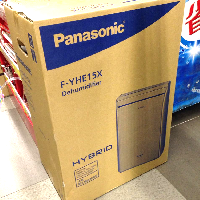 Panasonic
F-YHE15X
Dehumidifier
HYBRID